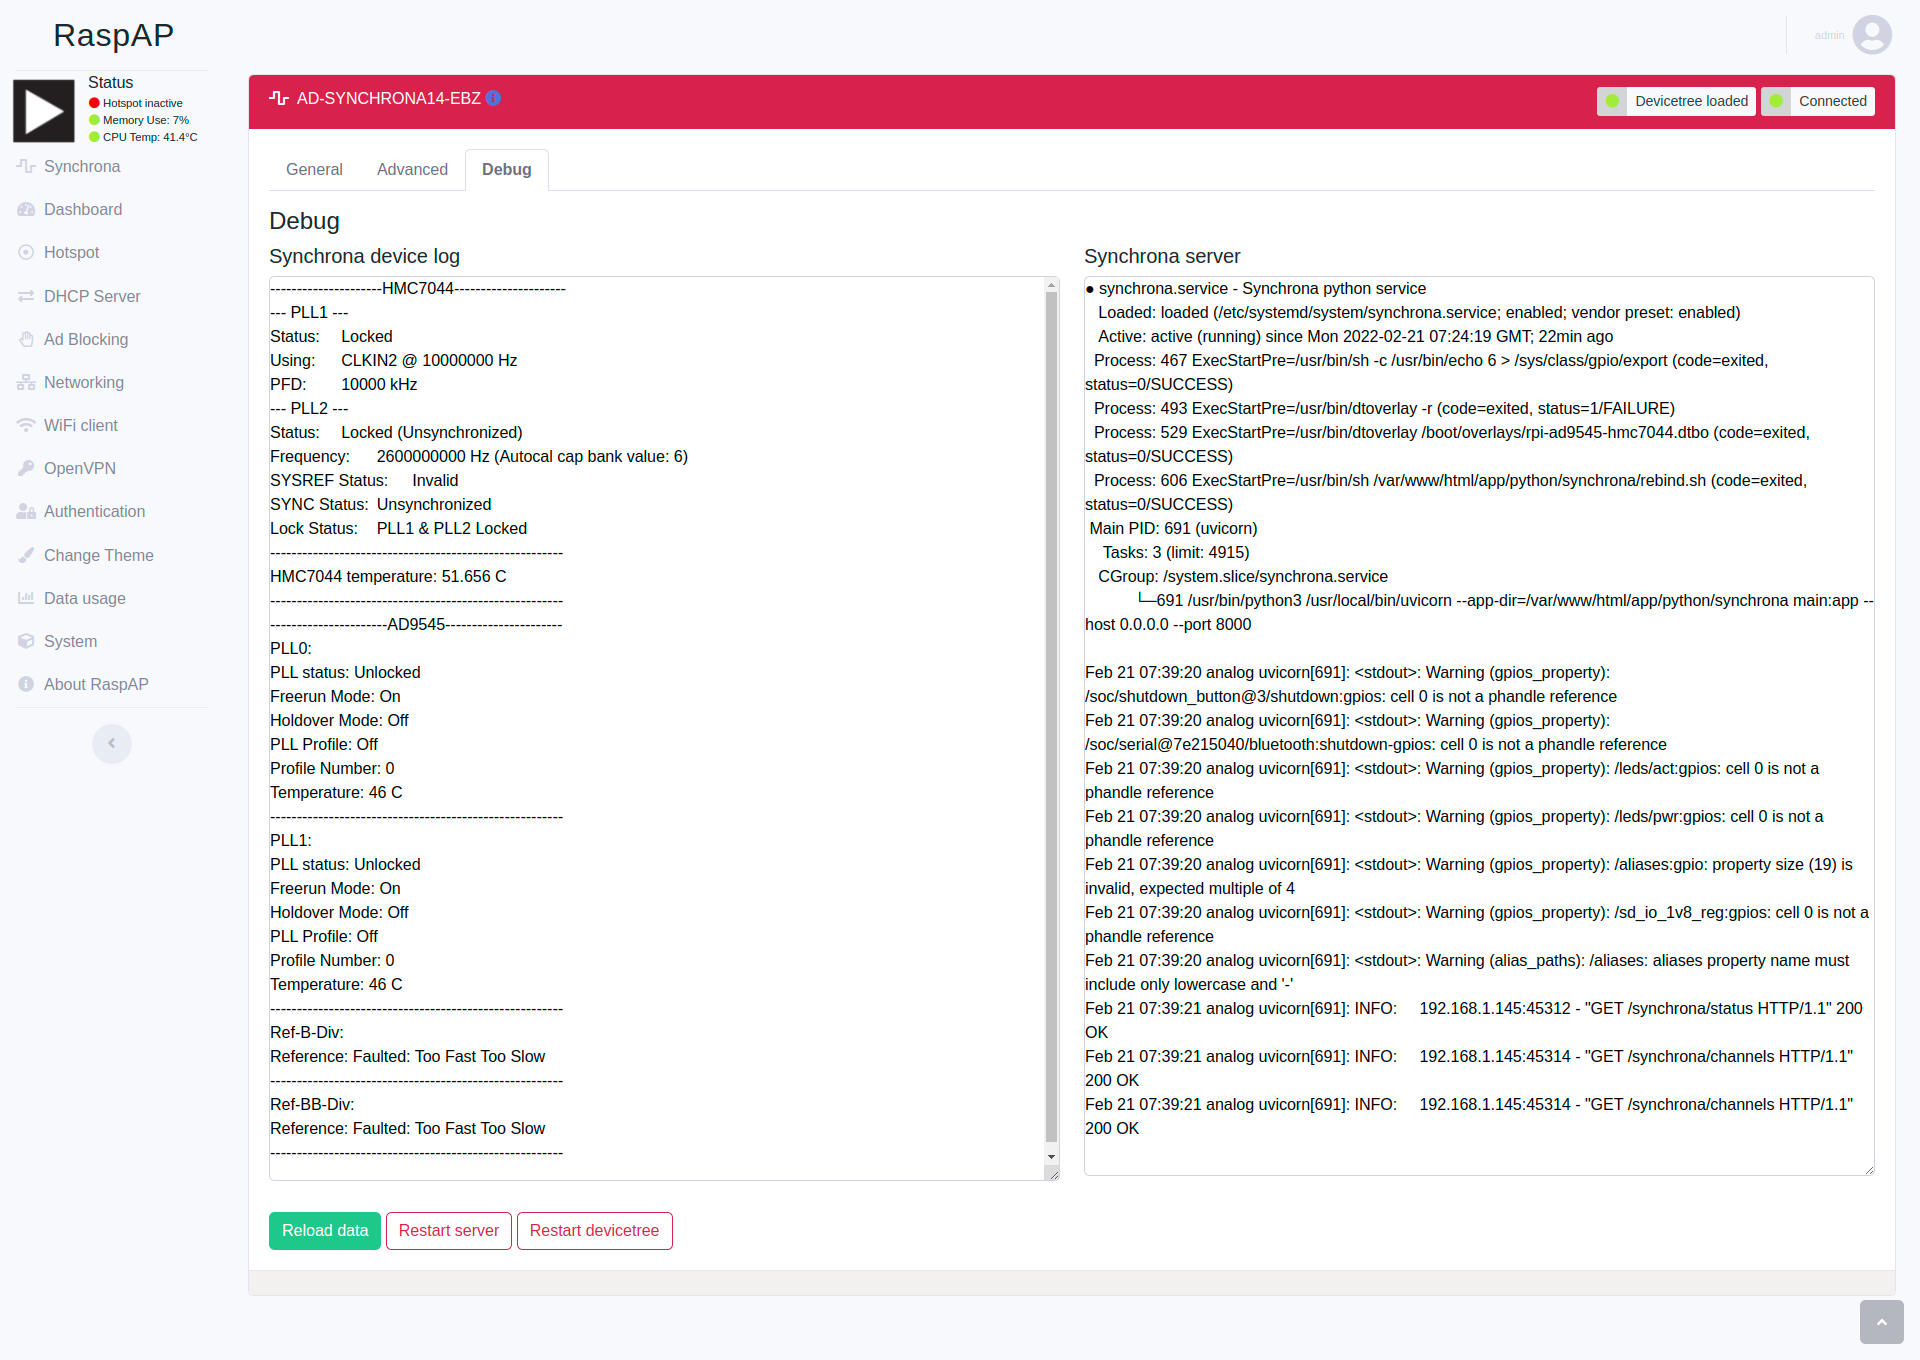 RaspAP
admin
Status
Hotspot inactive
Memory Use: 7%
CPU Temp: 41.4°C
Synchrona
Dashboard
Hotspot
DHCP Server
Ad Blocking
Networking
WiFi client
OpenVPN
Authentication
Change Theme
Data usage
System
About RaspAP
AD-SYNCHRONA14-EBZ
Devicetree loaded
Connected
General
Advanced
Debug
Debug
Synchrona device log
---------------------HMC7044---------------------
--- PLL1 ---
Status: Locked
Using: CLKIN2 @ 10000000 Hz
PFD: 10000 kHz
--- PLL2 ---
Status: Locked (Unsynchronized)
Frequency: 2600000000 Hz (Autocal cap bank value: 6)
SYSREF Status: Invalid
SYNC Status: Unsynchronized
Lock Status: PLL1 & PLL2 Locked
-------------------------------------------------------
HMC7044 temperature: 51.656 C
-------------------------------------------------------
----------------------AD9545----------------------
PLL0:
PLL status: Unlocked
Freerun Mode: On
Holdover Mode: Off
PLL Profile: Off
Profile Number: 0
Temperature: 46 C
-------------------------------------------------------
PLL1:
PLL status: Unlocked
Freerun Mode: On
Holdover Mode: Off
PLL Profile: Off
Profile Number: 0
Temperature: 46 C
-------------------------------------------------------
Ref-B-Div:
Reference: Faulted: Too Fast Too Slow
-------------------------------------------------------
Ref-BB-Div:
Reference: Faulted: Too Fast Too Slow
-------------------------------------------------------
Synchrona server
● synchrona.service - Synchrona python service
Loaded: loaded (/etc/systemd/system/synchrona.service; enabled; vendor preset: enabled)
Active: active (running) since Mon 2022-02-21 07:24:19 GMT; 22min ago
Process: 467 ExecStartPre=/usr/bin/sh -c /usr/bin/echo 6 > /sys/class/gpio/export (code=exited,
status=0/SUCCESS)
Process: 493 ExecStartPre=/usr/bin/dtoverlay -r (code=exited, status=1/FAILURE)
Process: 529 ExecStartPre=/usr/bin/dtoverlay /boot/overlays/rpi-ad9545-hmc7044.dtbo (code=exited,
status=0/SUCCESS)
Process: 606 ExecStartPre=/usr/bin/sh /var/www/html/app/python/synchrona/rebind.sh (code=exited,
status=0/SUCCESS)
Main PID: 691 (uvicorn)
Tasks: 3 (limit: 4915)
CGroup: /system.slice/synchrona.service
└─691 /usr/bin/python3 /usr/local/bin/uvicorn --app-dir=/var/www/html/app/python/synchrona main:app --
host 0.0.0.0 --port 8000
Feb 21 07:39:20 analog uvicorn[691]: <stdout>: Warning (gpios_property):
/soc/shutdown_button@3/shutdown:gpios: cell 0 is not a phandle reference
Feb 21 07:39:20 analog uvicorn[691]: <stdout>: Warning (gpios_property):
/soc/serial@7e215040/bluetooth:shutdown-gpios: cell 0 is not a phandle reference
Feb 21 07:39:20 analog uvicorn[691]: <stdout>: Warning (gpios_property): /leds/act:gpios: cell 0 is not a
phandle reference
Feb 21 07:39:20 analog uvicorn[691]: <stdout>: Warning (gpios_property): /leds/pwr:gpios: cell 0 is not a
phandle reference
Feb 21 07:39:20 analog uvicorn[691]: <stdout>: Warning (gpios_property): /aliases:gpio: property size (19) is
invalid, expected multiple of 4
Feb 21 07:39:20 analog uvicorn[691]: <stdout>: Warning (gpios_property): /sd_io_1v8_reg:gpios: cell 0 is not a
phandle reference
Feb 21 07:39:20 analog uvicorn[691]: <stdout>: Warning (alias_paths): /aliases: aliases property name must
include only lowercase and '-'
Feb 21 07:39:21 analog uvicorn[691]: INFO: 192.168.1.145:45312 - "GET /synchrona/status HTTP/1.1" 200
OK
Feb 21 07:39:21 analog uvicorn[691]: INFO: 192.168.1.145:45314 - "GET /synchrona/channels HTTP/1.1"
200 OK
Feb 21 07:39:21 analog uvicorn[691]: INFO: 192.168.1.145:45314 - "GET /synchrona/channels HTTP/1.1"
200 OK
Reload data
Restart server
Restart devicetree